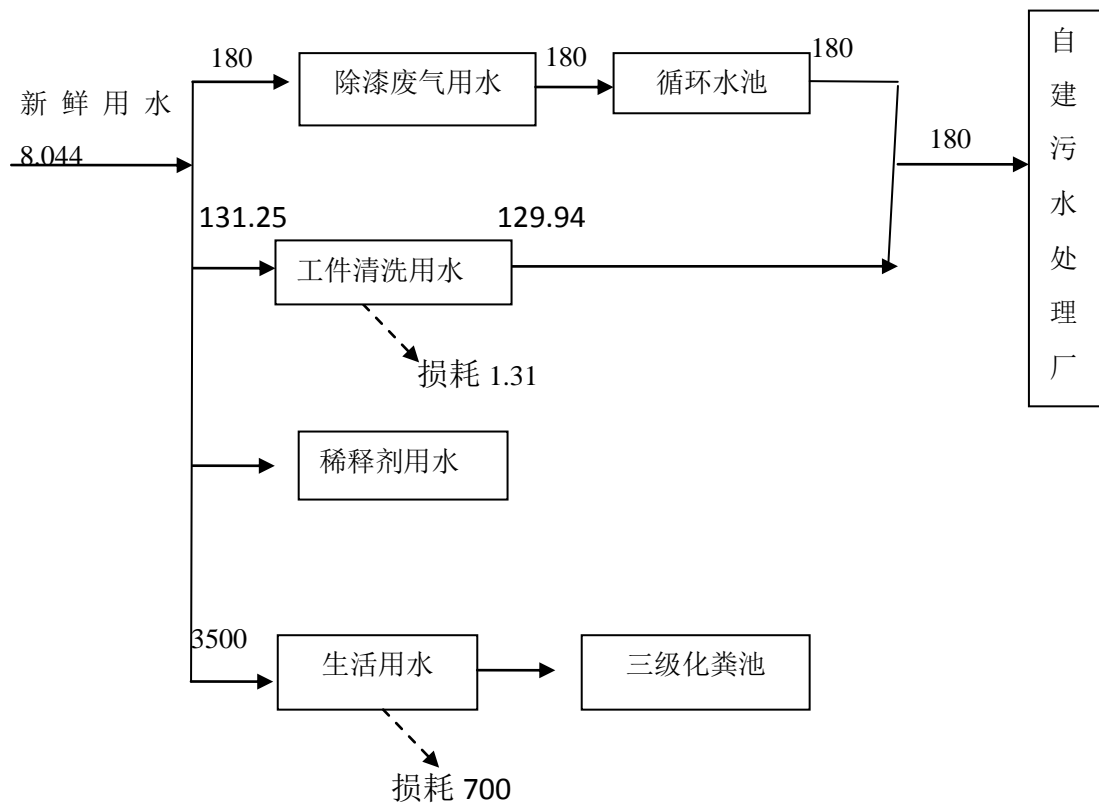 180
除漆废气用水
180
循环水池
180
新鲜用水
8.044
180
自建污水处理厂
131.25
工件清洗用水
129.94
损耗 1.31
稀释剂用水
3500
生活用水
三级化粪池
损耗 700